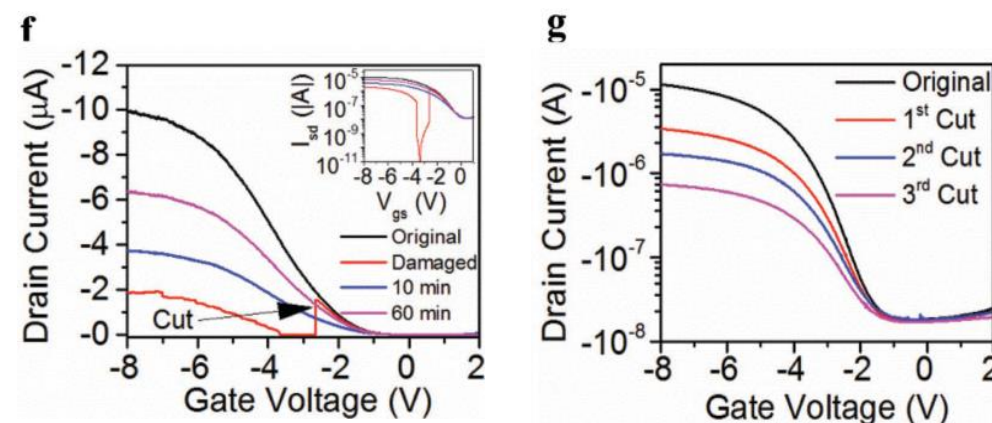 f
-12
-10
-8
-6
-4
-2
-0
Drain Current (μA)
-8 -6 -4 -2 0 2
Gate Voltage (V)
Cut
Original
Damaged
10 min
60 min
I_sd (|A|)
10^-5
10^-7
10^-9
10^-11
-8 -6 -4 -2 0
V_gs (V)
g
Drain Current (A)
-10^-5
-10^-6
-10^-7
-10^-8
-8 -6 -4 -2 0 2
Gate Voltage (V)
Original
1st Cut
2nd Cut
3rd Cut